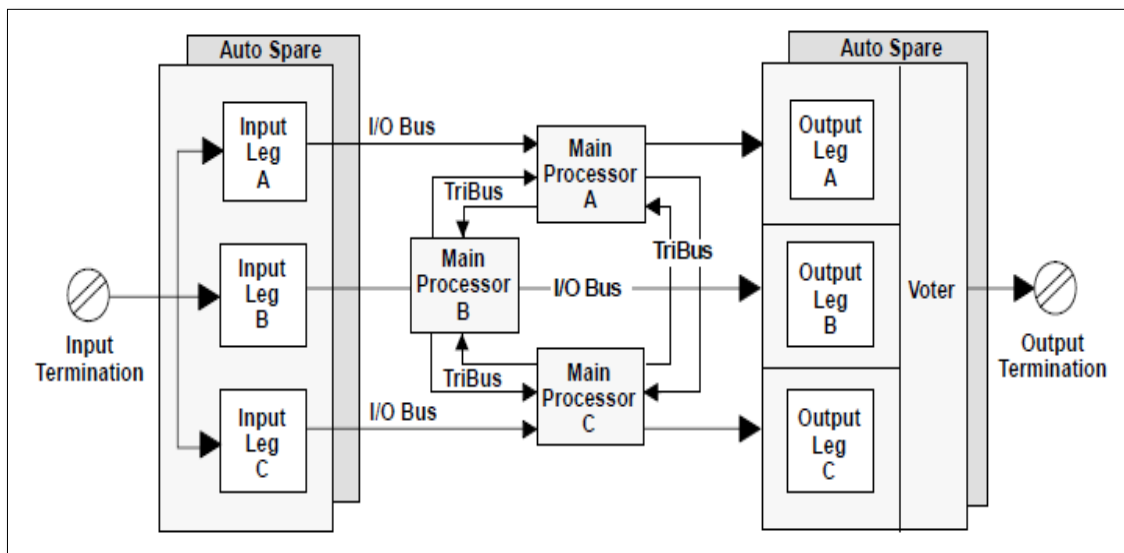 Auto Spare
Auto Spare
Input
Leg
A
I/O Bus
Main
Processor
A
Output
Leg
A
TriBus
TriBus
Input
Termination
Input
Leg
B
Main
Processor
B
I/O Bus
Output
Leg
B
Voter
Output
Termination
TriBus
Main
Processor
C
Input
Leg
C
I/O Bus
Output
Leg
C